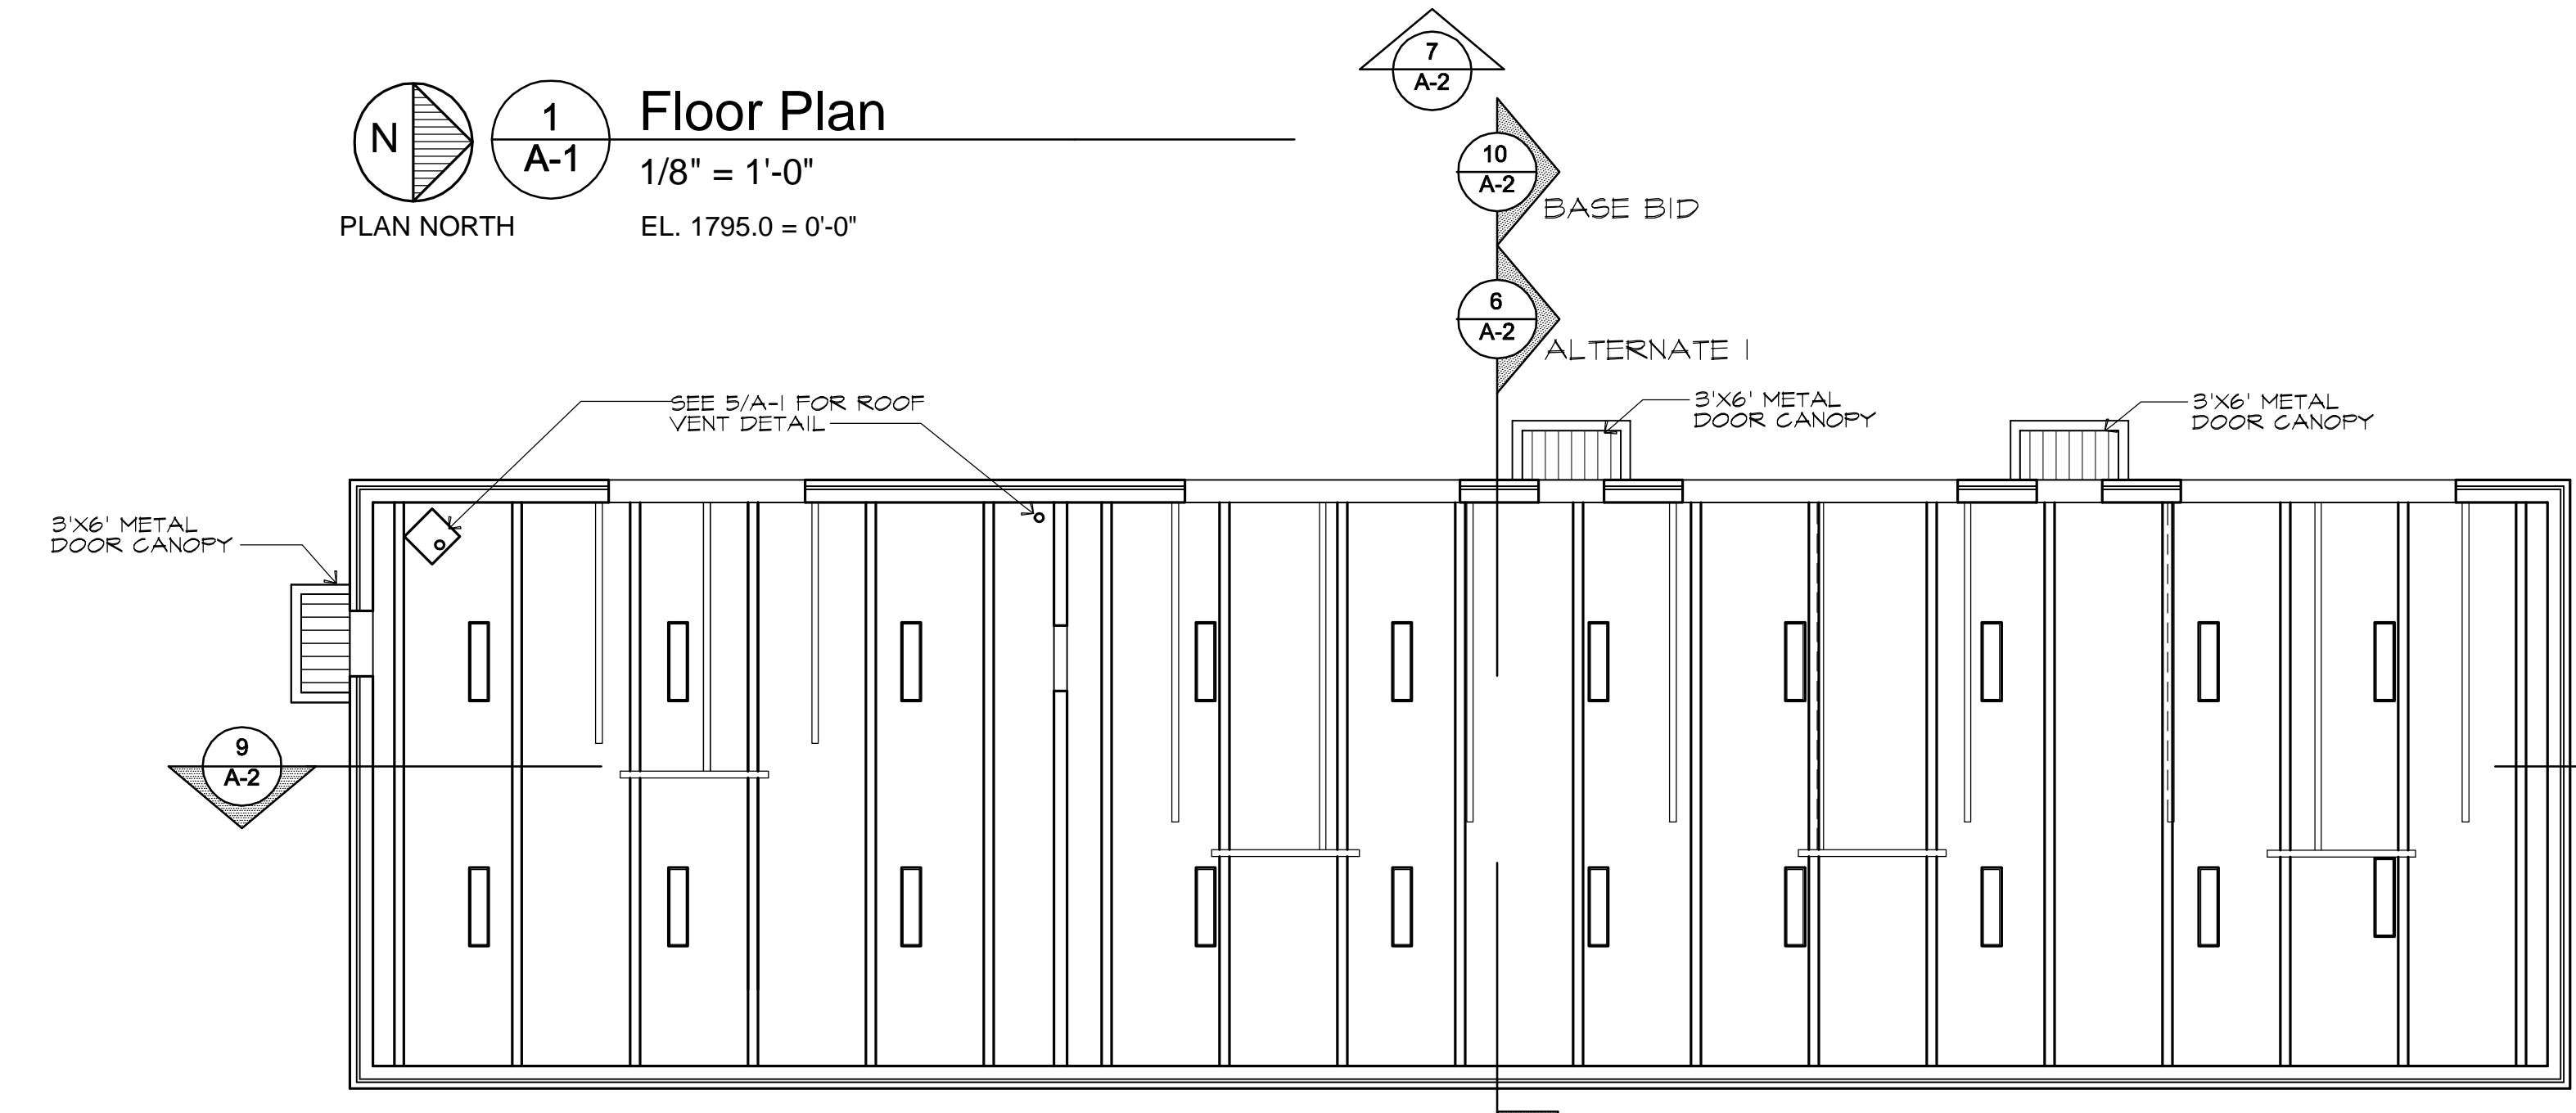 7
A-2
N
1
A-1
Floor Plan
1/8" = 1'-0"
PLAN NORTH
EL. 1795.0 = 0'-0"
10
A-2
BASE BID
6
A-2
ALTERNATE 1
SEE 5/A-1 FOR ROOF
VENT DETAIL
3'X6' METAL
DOOR CANOPY
3'X6' METAL
DOOR CANOPY
3'X6' METAL
DOOR CANOPY
9
A-2